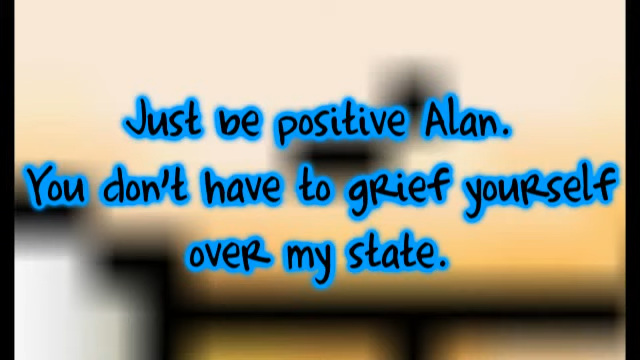 Just be positive Alan.
You don't have to grief yourself
over my state.